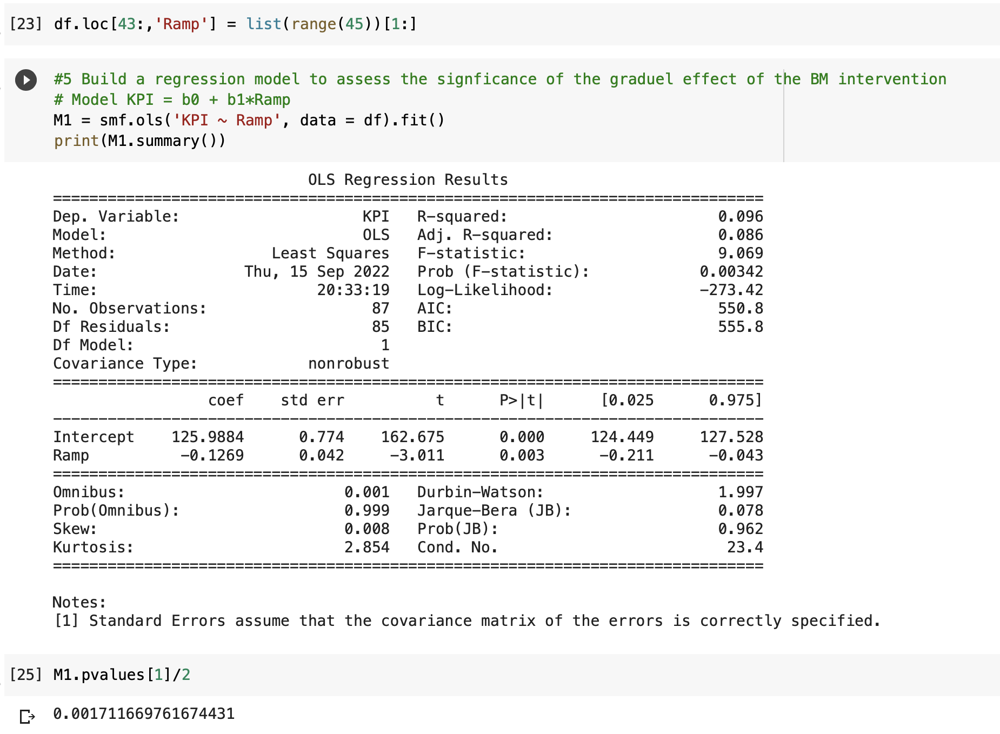 [23] df.loc[43:,'Ramp'] = list(range(45))[1:]
#5 Build a regression model to assess the signficance of the graduel effect of the BM intervention
# Model KPI = b0 + b1*Ramp
M1 = smf.ols('KPI ~ Ramp', data = df).fit()
print(M1.summary())
OLS Regression Results
==============================================================================
Dep. Variable: KPI R-squared: 0.096
Model: OLS Adj. R-squared: 0.086
Method: Least Squares F-statistic: 9.069
Date: Thu, 15 Sep 2022 Prob (F-statistic): 0.00342
Time: 20:33:19 Log-Likelihood: -273.42
No. Observations: 87 AIC: 550.8
Df Residuals: 85 BIC: 555.8
Df Model: 1
Covariance Type: nonrobust
==============================================================================
coef std err t P>|t| [0.025 0.975]
------------------------------------------------------------------------------
Intercept 125.9884 0.774 162.675 0.000 124.449 127.528
Ramp -0.1269 0.042 -3.011 0.003 -0.211 -0.043
==============================================================================
Omnibus: 0.001 Durbin-Watson: 1.997
Prob(Omnibus): 0.999 Jarque-Bera (JB): 0.078
Skew: 0.008 Prob(JB): 0.962
Kurtosis: 2.854 Cond. No. 23.4
==============================================================================
Notes:
[1] Standard Errors assume that the covariance matrix of the errors is correctly specified.
[25] M1.pvalues[1]/2
0.001711669761674431